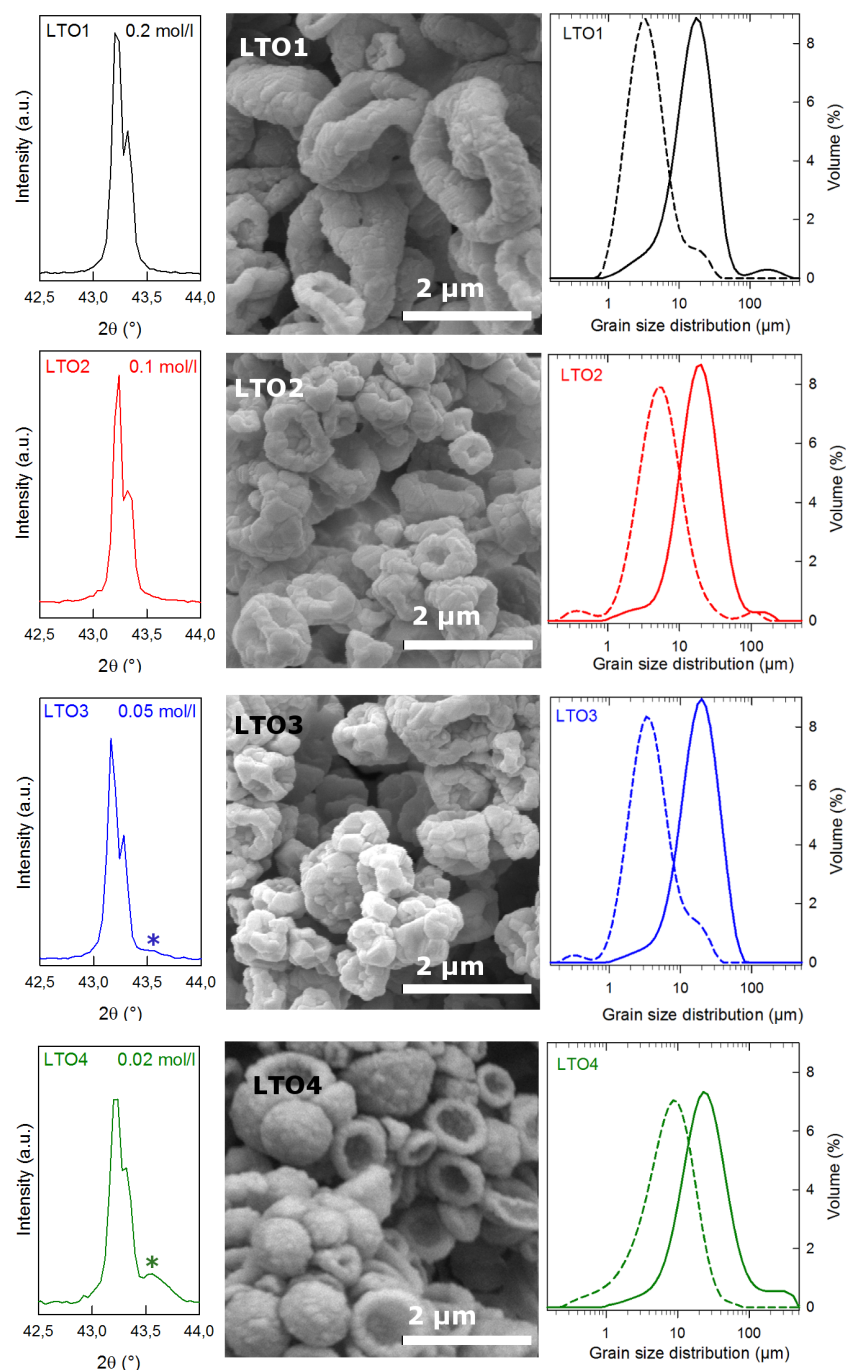 LTO1 0.2 mol/l
Intensity (a.u.)
42,5 43,0 43,5 44,0
2θ (°)
LTO1
2 µm
LTO1
8
6
4
2
0
Volume (%)
1 10 100
Grain size distribution (µm)
LTO2 0.1 mol/l
Intensity (a.u.)
42,5 43,0 43,5 44,0
2θ (°)
LTO2
2 µm
LTO2
8
6
4
2
0
Volume (%)
1 10 100
Grain size distribution (µm)
LTO3 0.05 mol/l
Intensity (a.u.)
*
42,5 43,0 43,5 44,0
2θ (°)
LTO3
2 µm
LTO3
8
6
4
2
0
Volume (%)
1 10 100
Grain size distribution (µm)
LTO4 0.02 mol/l
Intensity (a.u.)
*
42,5 43,0 43,5 44,0
2θ (°)
LTO4
2 µm
LTO4
8
6
4
2
0
Volume (%)
1 10 100
Grain size distribution (µm)